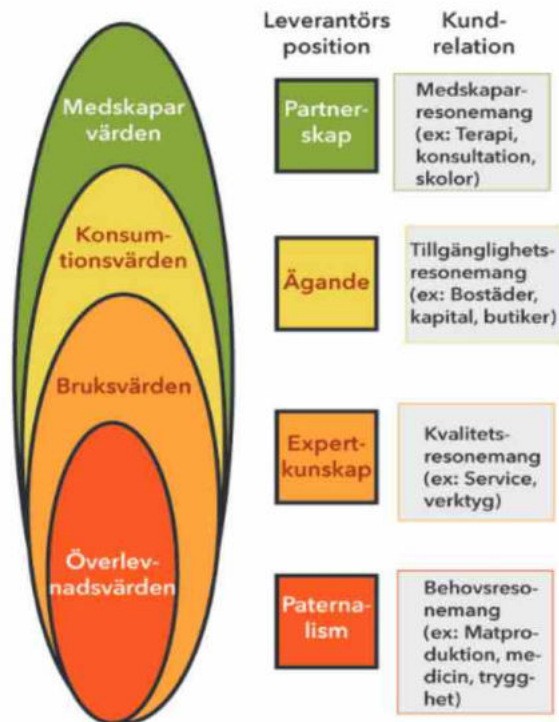 Leverantörs
position
Kund-
relation
Medskapar
värden
Partner-
skap
Medskapar-
resonemang
(ex: Terapi,
konsultation,
skolor)
Konsum-
tionsvärden
Ägande
Tillgänglighets-
resonemang
(ex: Bostäder,
kapital, butiker)
Bruksvärden
Expert-
kunskap
Kvalitets-
resonemang
(ex: Service,
verktyg)
Överlev-
nadsvärden
Paterna-
lism
Behovsreso-
nemang
(ex: Matpro-
duktion, me-
dicin, trygg-
het)